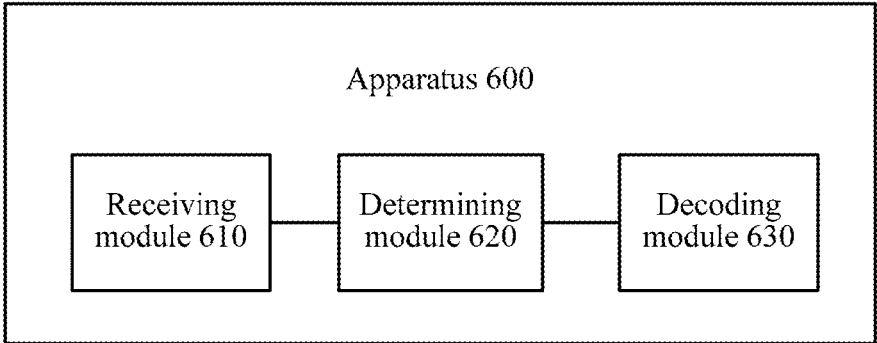 Apparatus 600
Receiving
module 610
Determining
module 620
Decoding
module 630